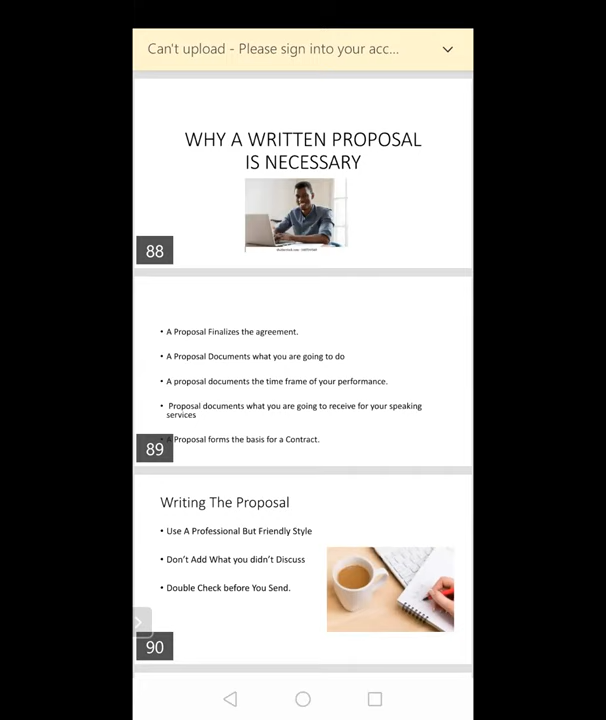 Can't upload - Please sign into your acc...
WHY A WRITTEN PROPOSAL
IS NECESSARY
88
• A Proposal Finalizes the agreement.
• A Proposal Documents what you are going to do
• A proposal documents the time frame of your performance.
• Proposal documents what you are going to receive for your speaking
services
• A Proposal forms the basis for a Contract.
89
Writing The Proposal
• Use A Professional But Friendly Style
• Don't Add What you didn't Discuss
• Double Check before You Send.
90